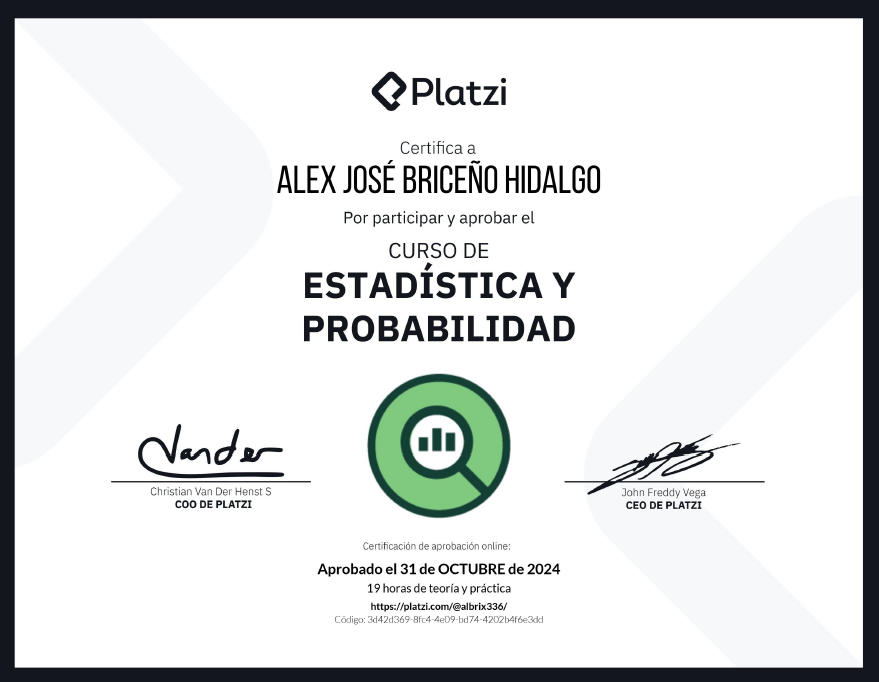 Platzi
Certifica a
ALEX JOSÉ BRICEÑO HIDALGO
Por participar y aprobar el
CURSO DE
ESTADÍSTICA Y
PROBABILIDAD
Vander
Christian Van Der Henst S
COO DE PLATZI
John Freddy Vega
CEO DE PLATZI
Certificación de aprobación online:
Aprobado el 31 de OCTUBRE de 2024
19 horas de teoría y práctica
https://platzi.com/@albrix336/
Código: 3d42d369-8fc4-4e09-bd74-4202b4f6e3dd